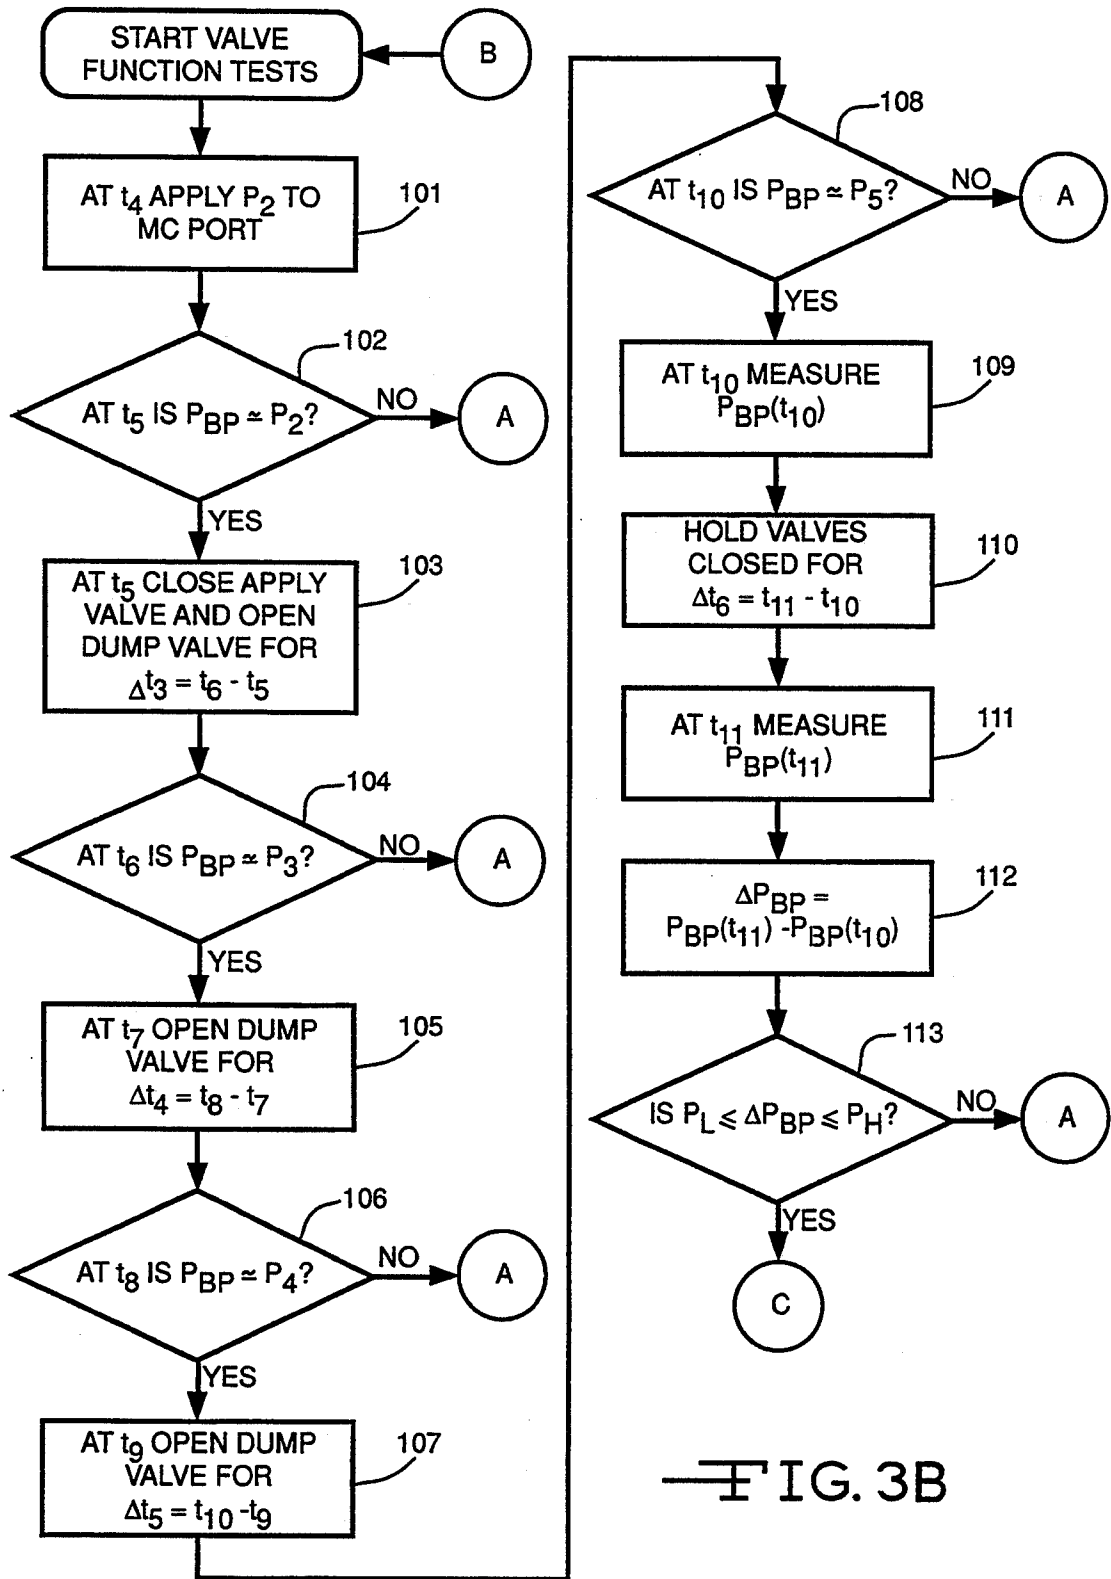 START VALVE
FUNCTION TESTS
B
AT t4 APPLY P2 TO
MC PORT
101
102
AT t5 IS PBP ≃ P2?
NO
A
YES
AT t5 CLOSE APPLY
VALVE AND OPEN
DUMP VALVE FOR
Δt3 = t6 - t5
103
104
AT t6 IS PBP ≃ P3?
NO
A
YES
AT t7 OPEN DUMP
VALVE FOR
Δt4 = t8 - t7
105
106
AT t8 IS PBP ≃ P4?
NO
A
YES
AT t9 OPEN DUMP
VALVE FOR
Δt5 = t10 - t9
107
108
AT t10 IS PBP ≃ P5?
NO
A
YES
AT t10 MEASURE
PBP(t10)
109
HOLD VALVES
CLOSED FOR
Δt6 = t11 - t10
110
AT t11 MEASURE
PBP(t11)
111
ΔPBP =
PBP(t11) -PBP(t10)
112
113
IS PL ≤ ΔPBP ≤ PH?
NO
A
YES
C
FIG. 3B